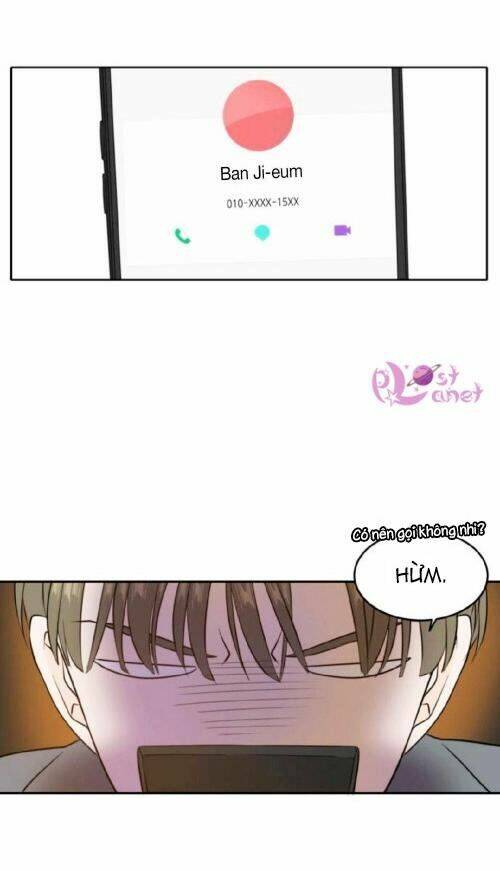 Ban Ji-eum
010-XXXX-15XX
Lost
Planet
Có nên gọi không nhỉ?
HỪM.